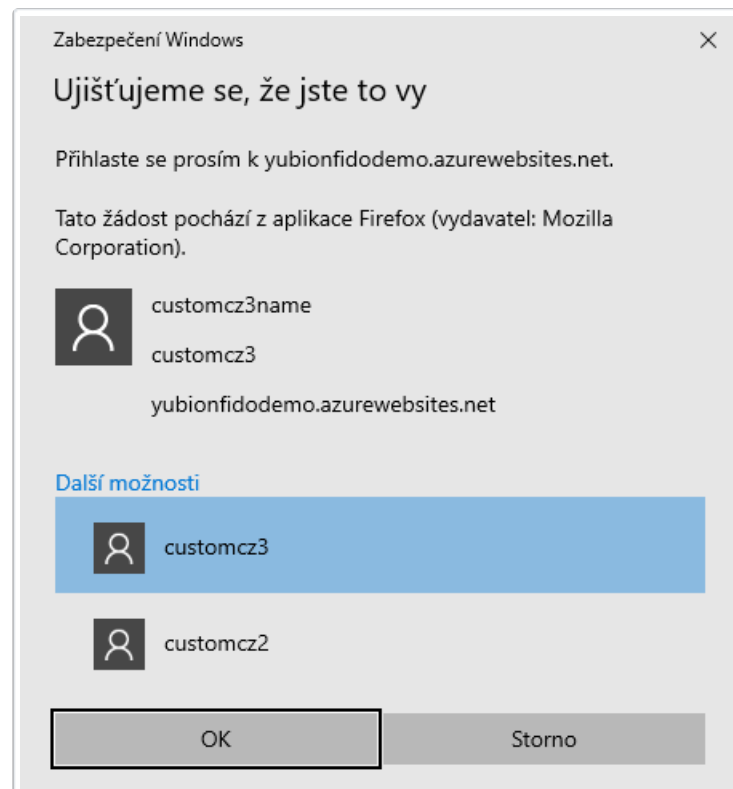 Zabezpečení Windows
Ujišťujeme se, že jste to vy
Přihlaste se prosím k yubionfidodemo.azurewebsites.net.
Tato žádost pochází z aplikace Firefox (vydavatel: Mozilla
Corporation).
customcz3name
customcz3
yubionfidodemo.azurewebsites.net
Další možnosti
customcz3
customcz2
OK
Storno